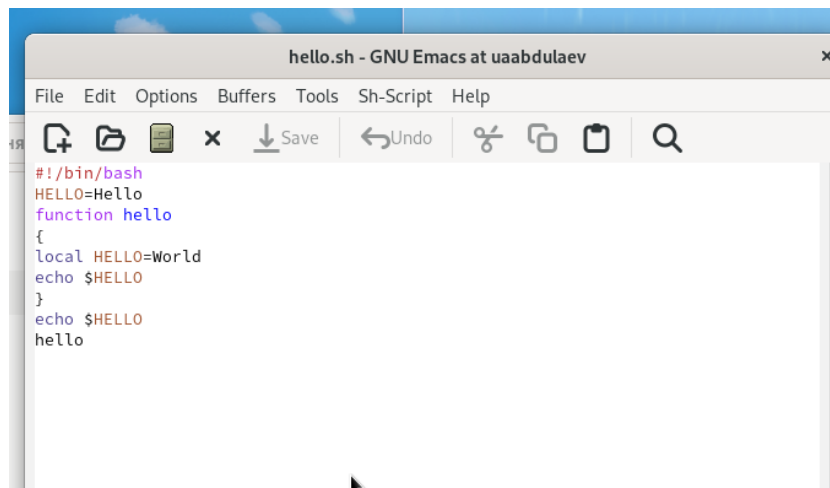 hello.sh - GNU Emacs at uaabdulaev
File Edit Options Buffers Tools Sh-Script Help
Save Undo
#!/bin/bash
HELLO=Hello
function hello
{
local HELLO=World
echo $HELLO
}
echo $HELLO
hello